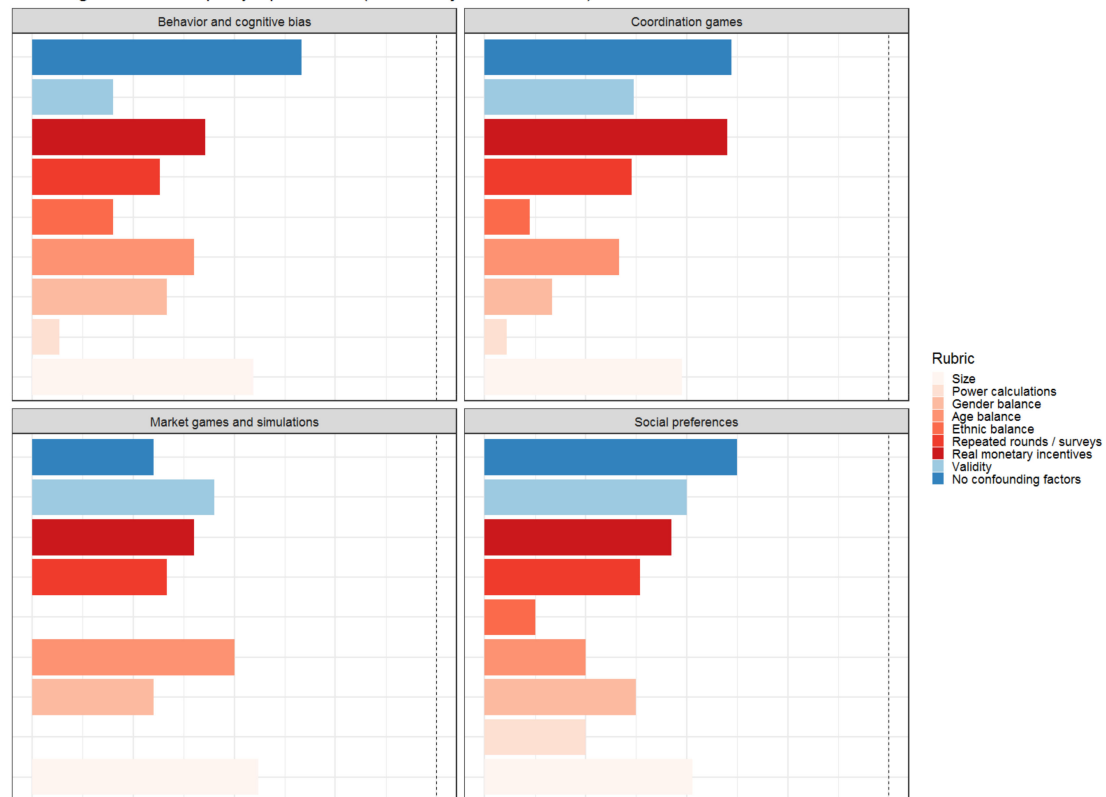 Behavior and cognitive bias
Coordination games
Market games and simulations
Social preferences
Rubric
Size
Power calculations
Gender balance
Age balance
Ethnic balance
Repeated rounds / surveys
Real monetary incentives
Validity
No confounding factors